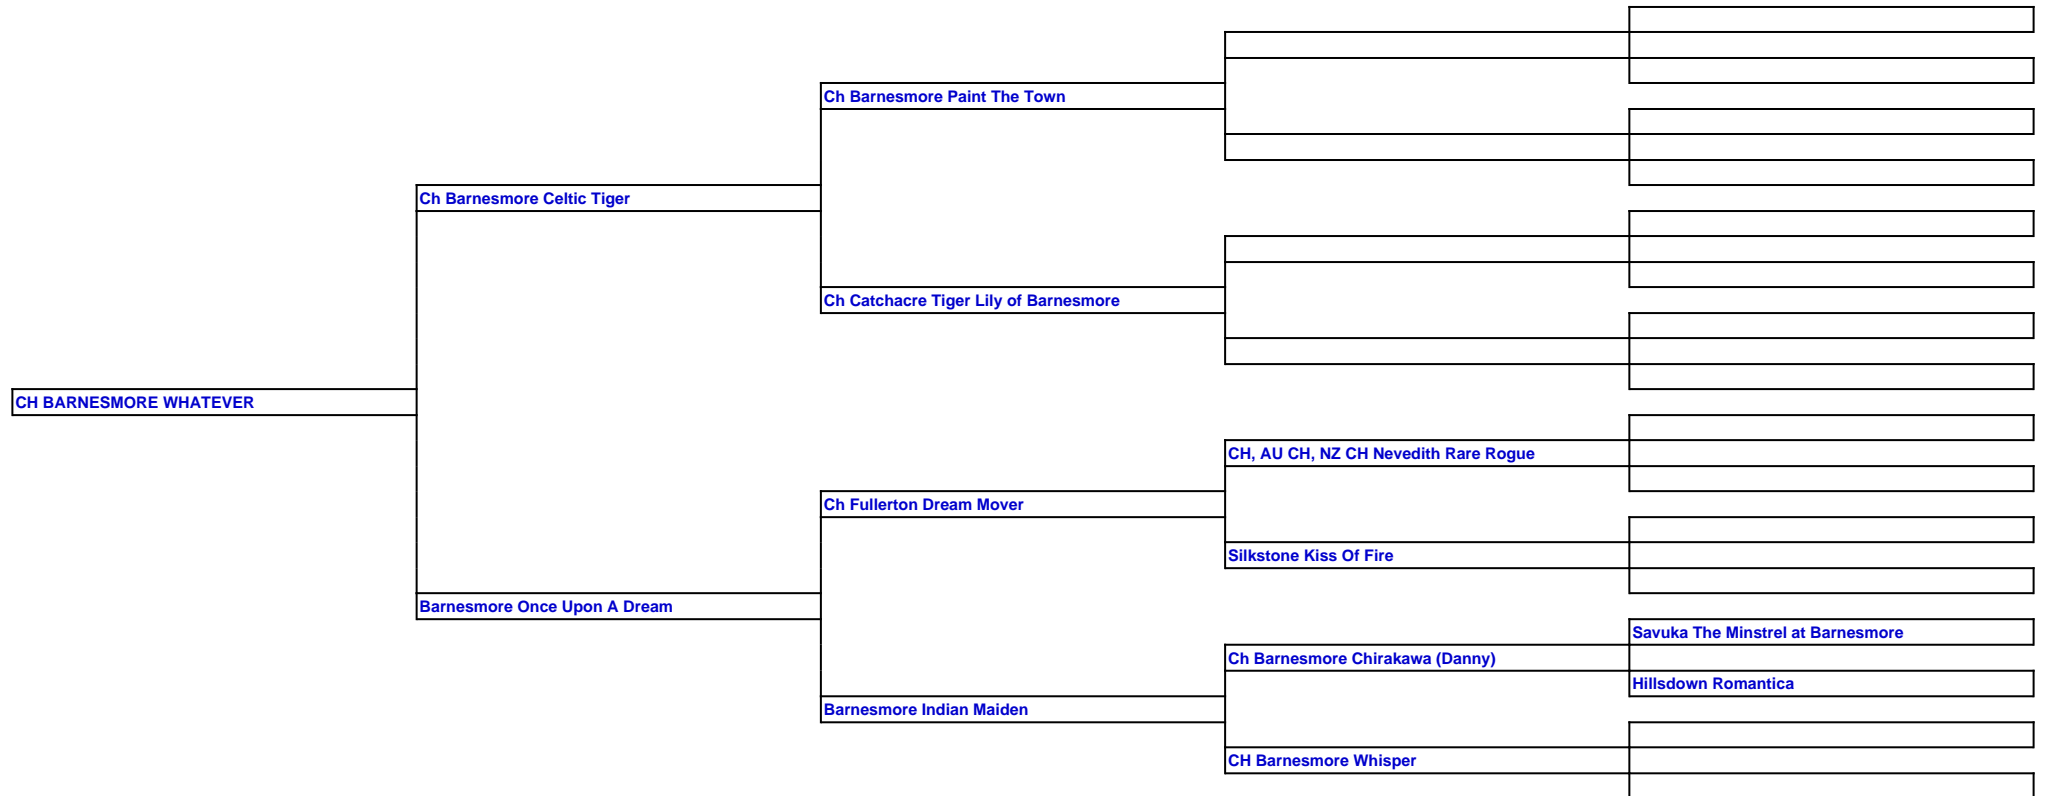 Ch Barnesmore Paint The Town
Ch Barnesmore Celtic Tiger
Ch Catchacre Tiger Lily of Barnesmore
CH BARNESMORE WHATEVER
CH, AU CH, NZ CH Nevedith Rare Rogue
Ch Fullerton Dream Mover
Silkstone Kiss Of Fire
Barnesmore Once Upon A Dream
Savuka The Minstrel at Barnesmore
Ch Barnesmore Chirakawa (Danny)
Hillsdown Romantica
Barnesmore Indian Maiden
CH Barnesmore Whisper